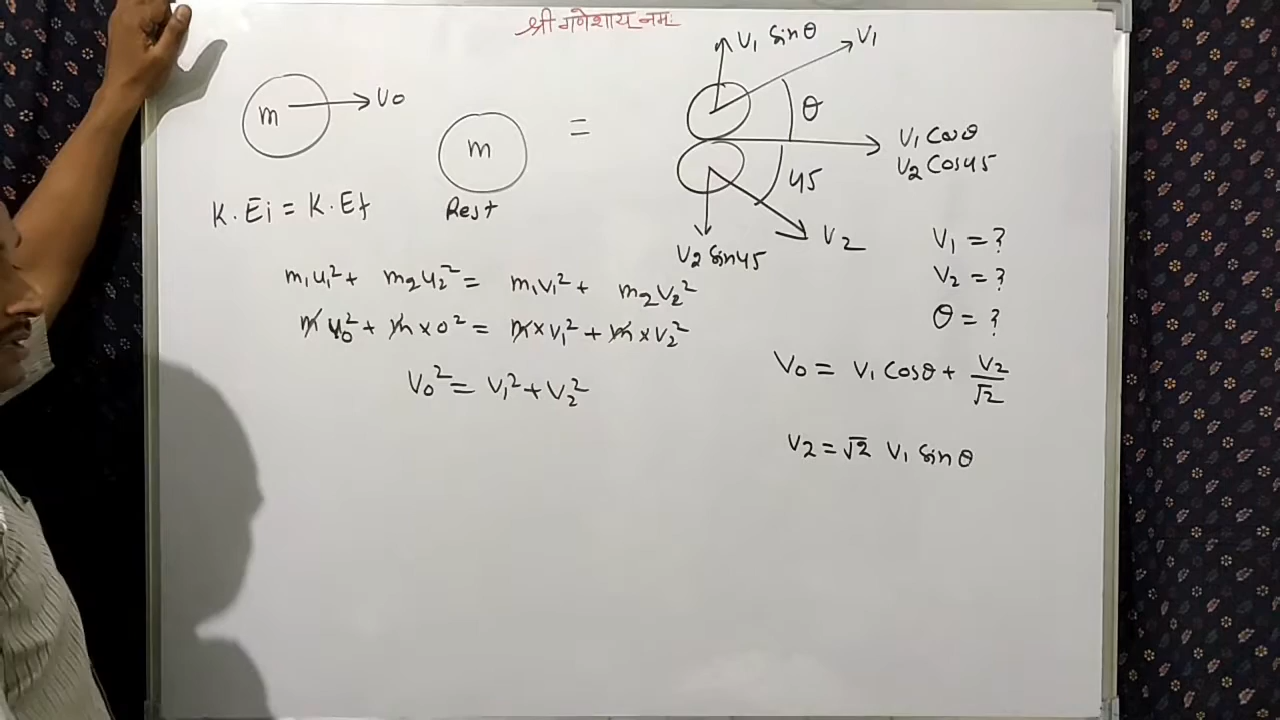 श्री गणेशाय नमः
m → v0
m
Rest
=
v1 sinθ
v1
θ
v1 cosθ
v2 cos45
45
v2
v2 sin45
K.Ei = K.Ef
m1u1² + m2u2² = m1v1² + m2v2²
m u0² + m × 0² = m × v1² + m × v2²
v0² = v1² + v2²
v1 = ?
v2 = ?
θ = ?
v0 = v1 cosθ + v2/√2
v2 = √2 v1 sinθ